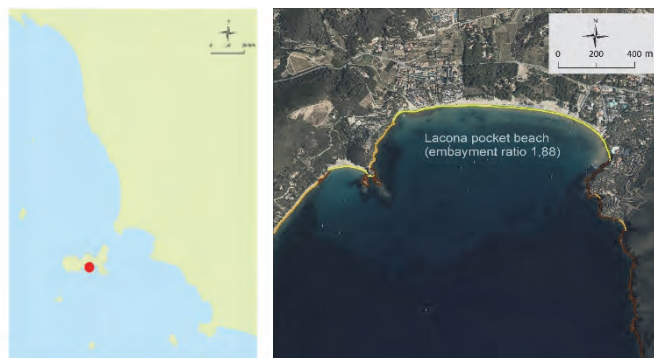 N
N
0 200 400 m
Lacona pocket beach
(embayment ratio 1,88)